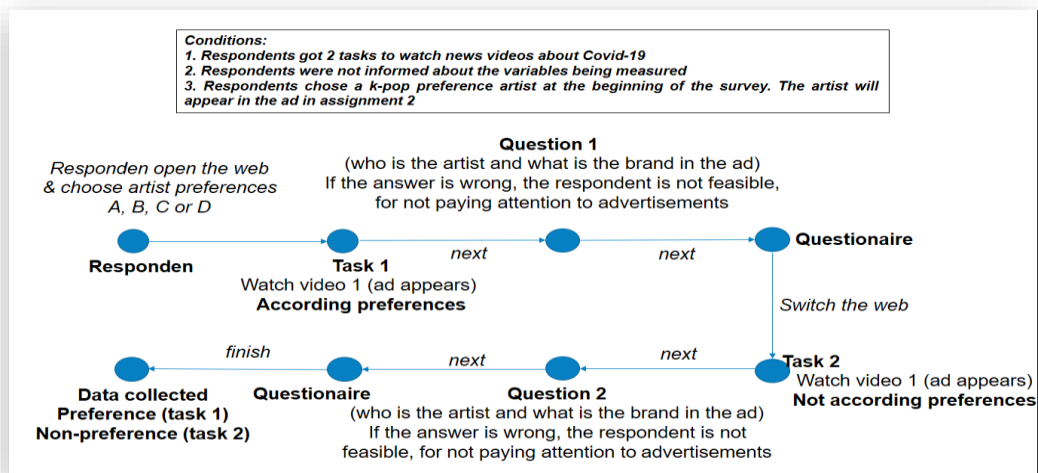 Conditions:
1. Respondents got 2 tasks to watch news videos about Covid-19
2. Respondents were not informed about the variables being measured
3. Respondents chose a k-pop preference artist at the beginning of the survey. The artist will
appear in the ad in assignment 2
Responden open the web
& choose artist preferences
A, B, C or D
Question 1
(who is the artist and what is the brand in the ad)
If the answer is wrong, the respondent is not feasible,
for not paying attention to advertisements
Responden
Task 1
Watch video 1 (ad appears)
According preferences
next
next
Questionaire
Switch the web
Task 2
Watch video 1 (ad appears)
Not according preferences
next
Question 2
(who is the artist and what is the brand in the ad)
If the answer is wrong, the respondent is not
feasible, for not paying attention to advertisements
next
Questionaire
finish
Data collected
Preference (task 1)
Non-preference (task 2)